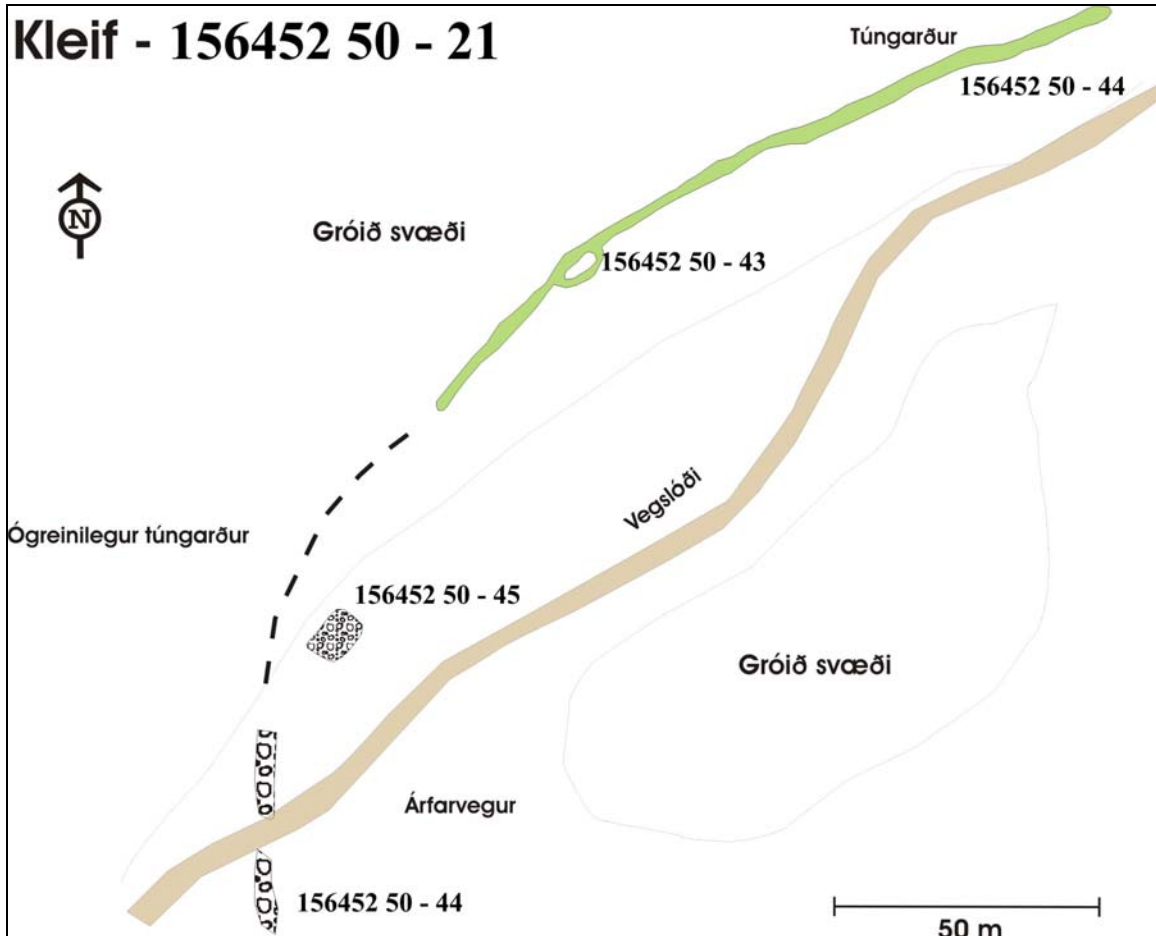 Kleif - 156452 50 - 21
Túngarður
156452 50 - 44
N
Gróið svæði
156452 50 - 43
Vegslóði
Ógreinilegur túngarður
156452 50 - 45
Gróið svæði
Árfarvegur
156452 50 - 44
50 m